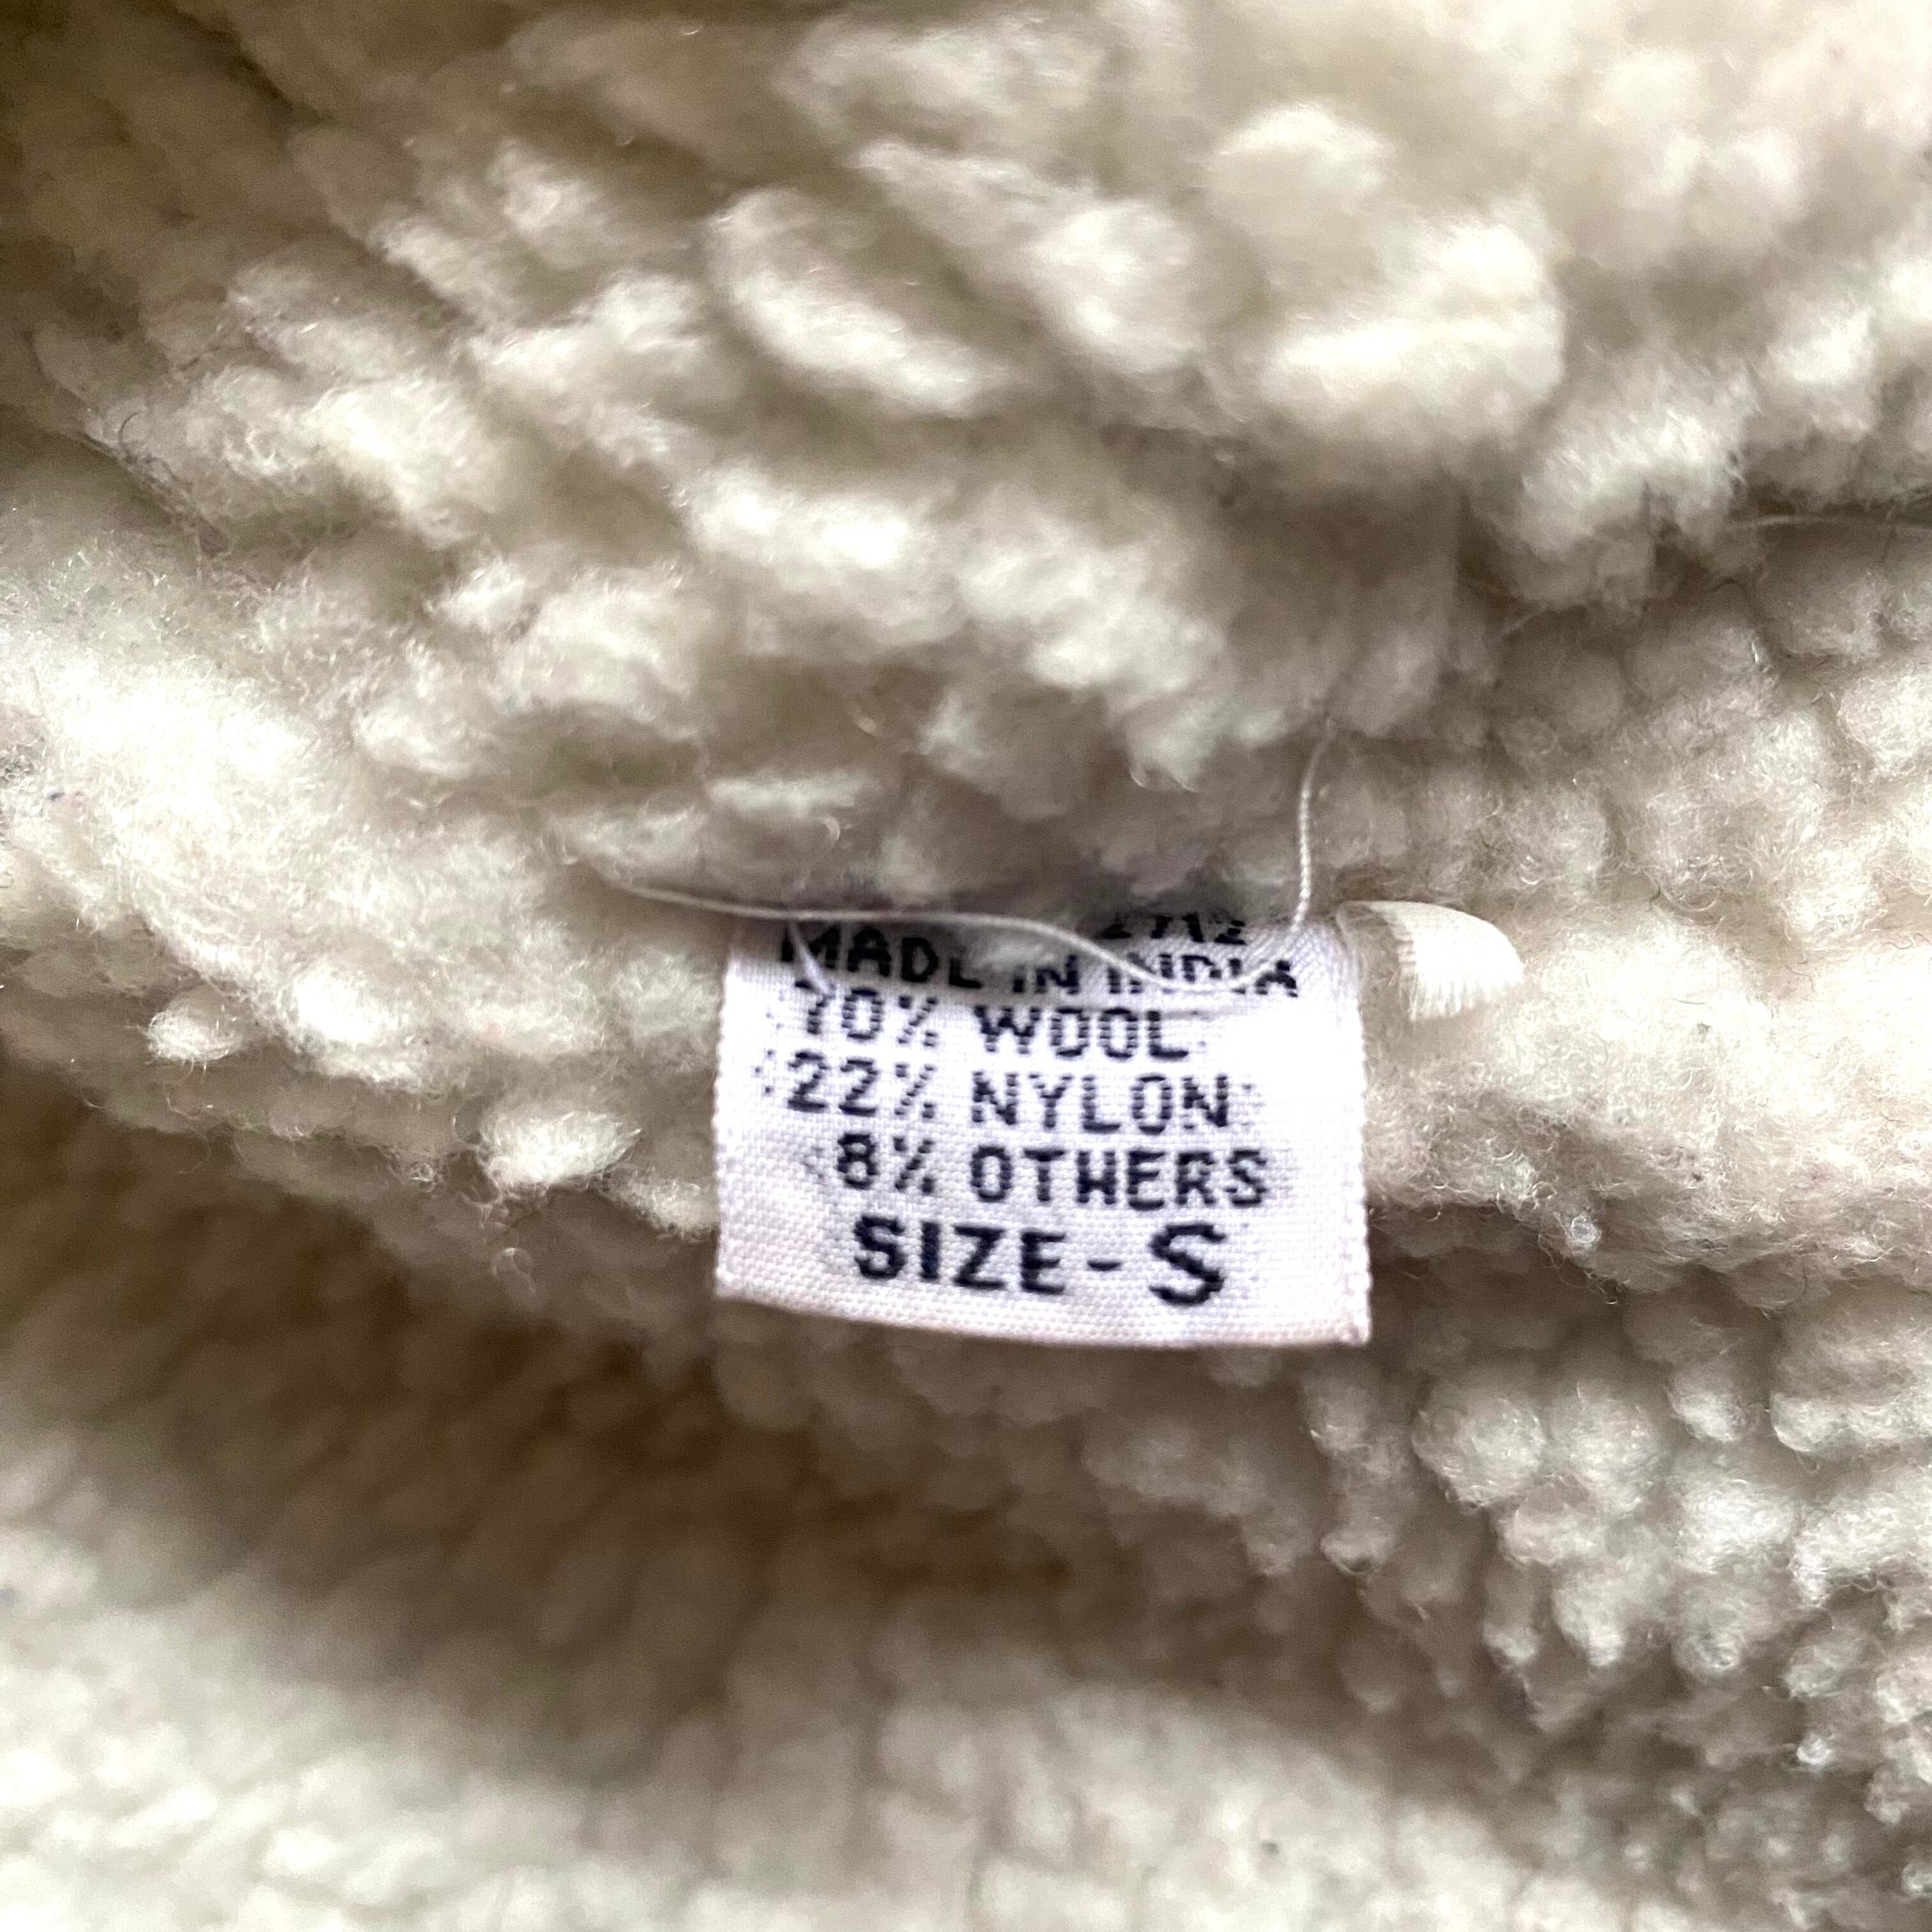 MADE IN INDIA
70% WOOL
22% NYLON
8% OTHERS
SIZE-S